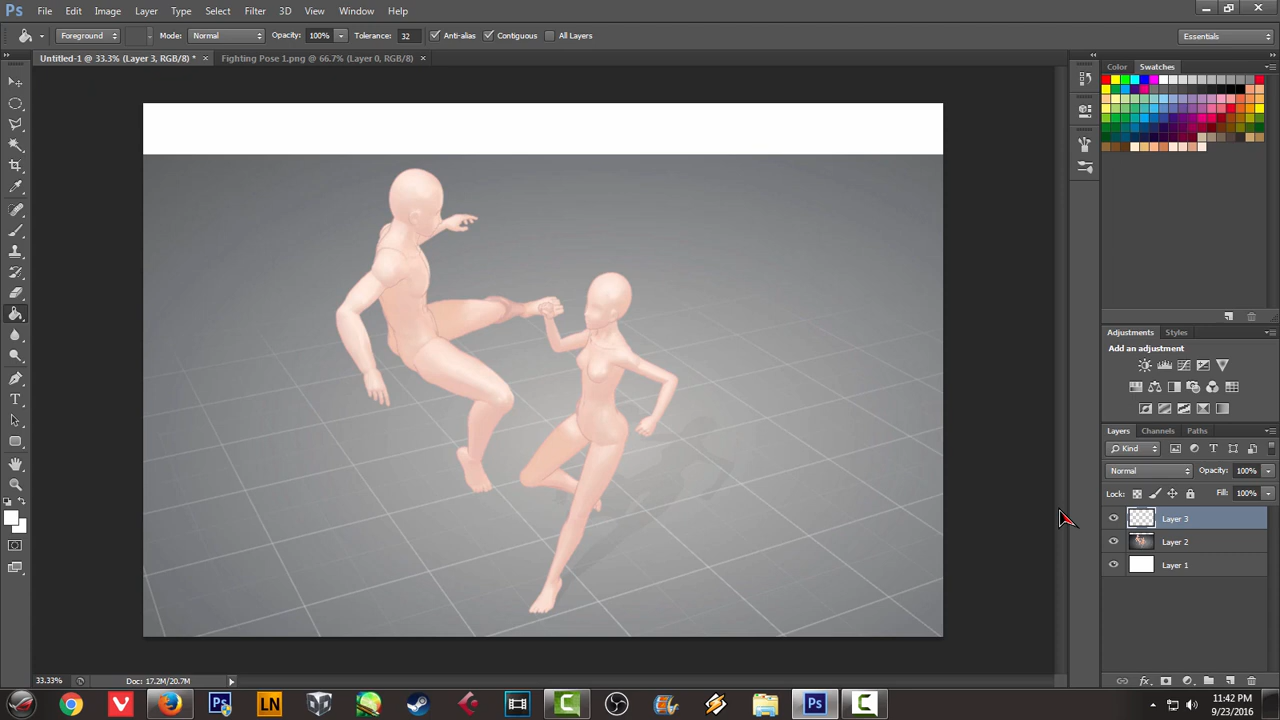 Ps File Edit Image Layer Type Select Filter 3D View Window Help
Foreground Mode: Normal Opacity: 100% Tolerance: 32 Anti-alias Contiguous All Layers Essentials
Untitled-1 @ 33.3% (Layer 3, RGB/8) * × Fighting Pose 1.png @ 66.7% (Layer 0, RGB/8) ×
Color Swatches
Adjustments Styles
Add an adjustment
Layers Channels Paths
Kind
Normal Opacity: 100%
Lock: Fill: 100%
Layer 3
Layer 2
Layer 1
33.33% Doc: 17.2M/20.7M
Ps LN Ps
11:42 PM
9/23/2016